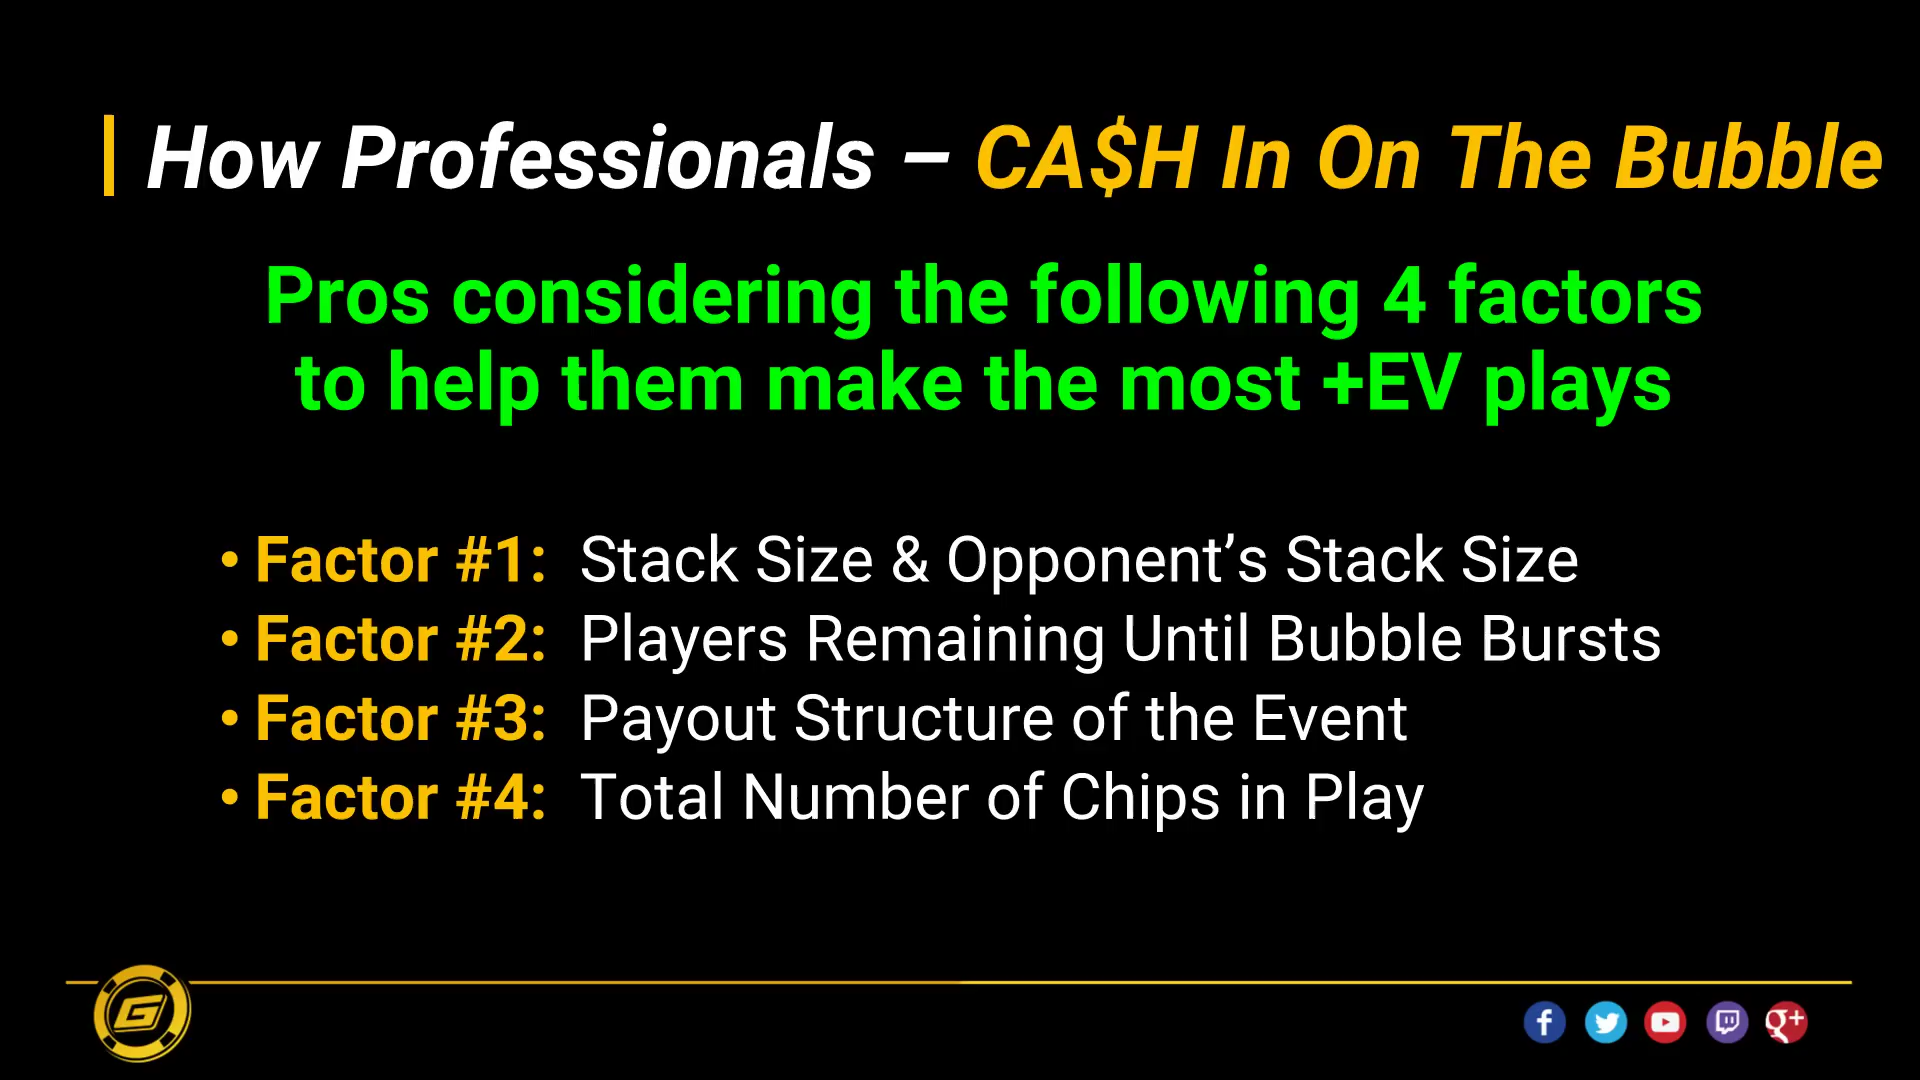 How Professionals – CA$H In On The Bubble
Pros considering the following 4 factors
to help them make the most +EV plays
• Factor #1: Stack Size & Opponent’s Stack Size
• Factor #2: Players Remaining Until Bubble Bursts
• Factor #3: Payout Structure of the Event
• Factor #4: Total Number of Chips in Play
G